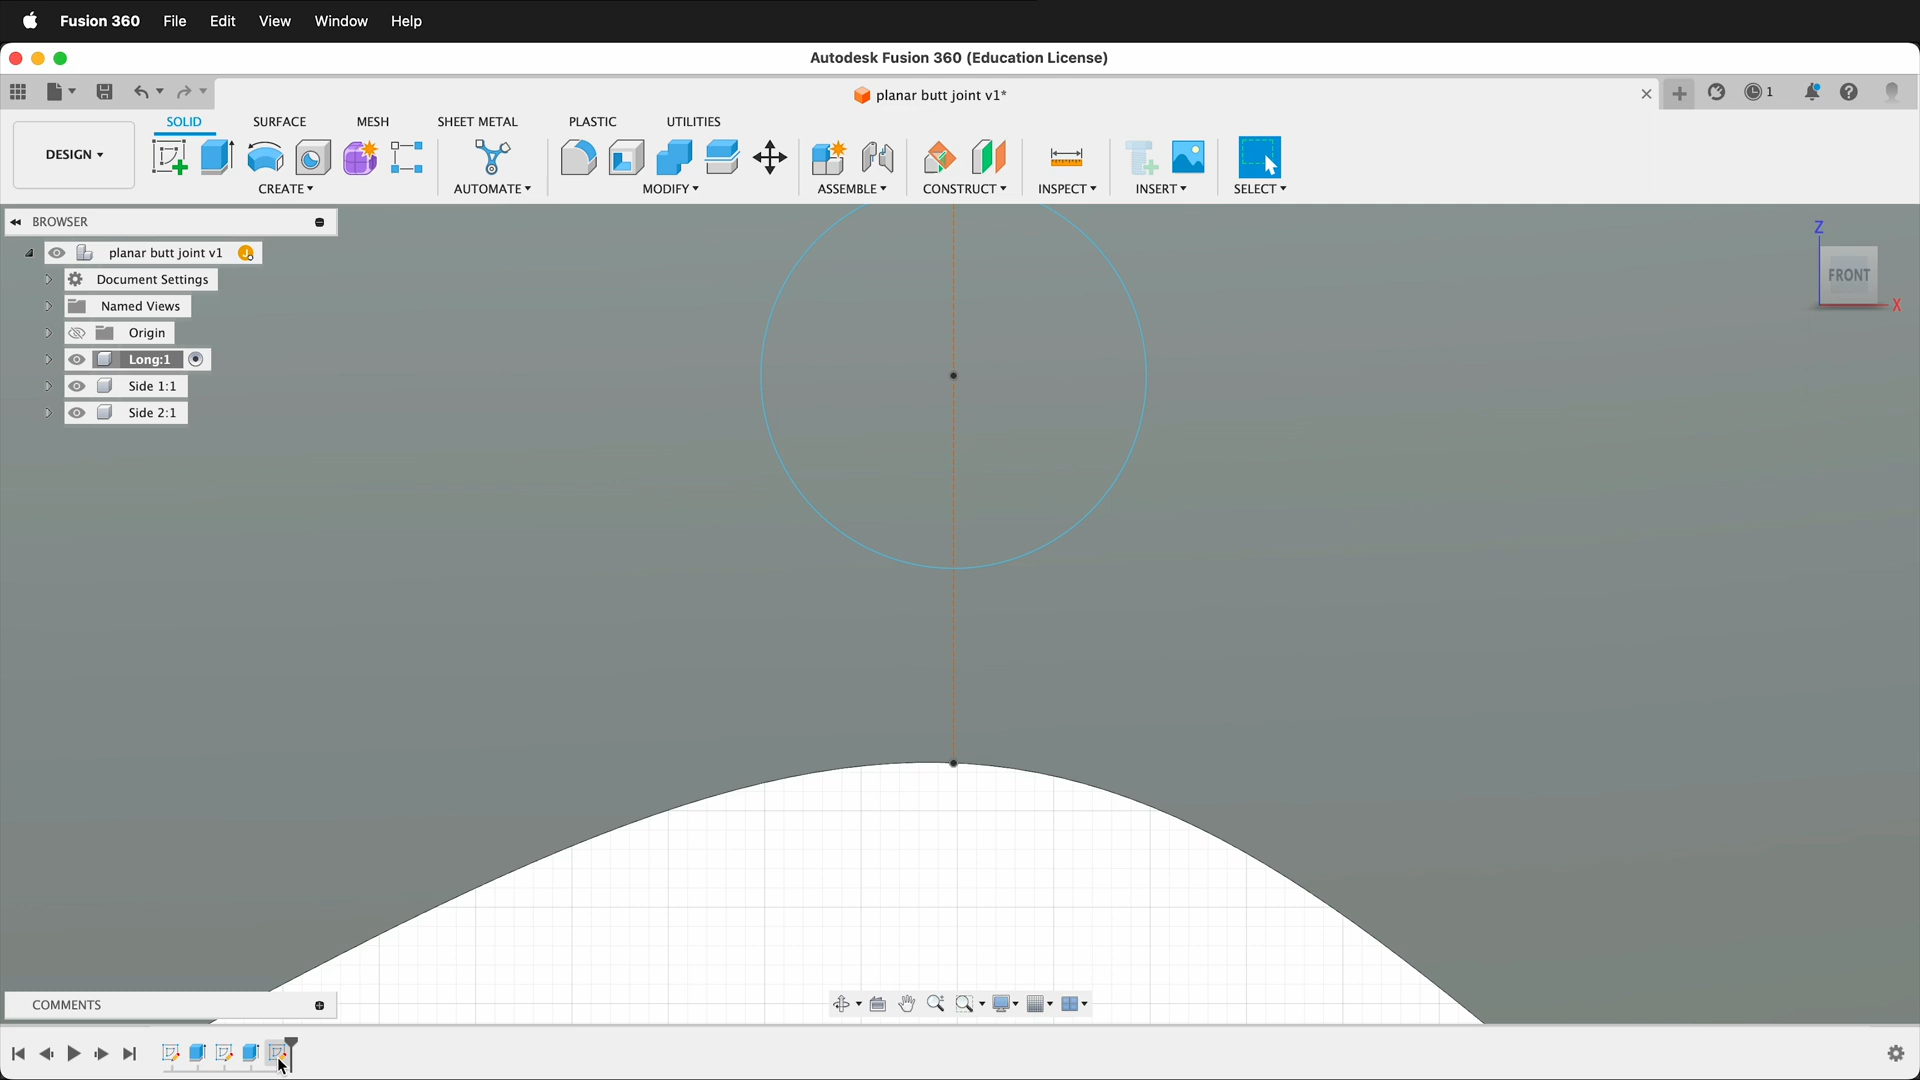 Fusion 360 File Edit View Window Help
Autodesk Fusion 360 (Education License)
planar butt joint v1*
1
SOLID SURFACE MESH SHEET METAL PLASTIC UTILITIES
DESIGN
CREATE AUTOMATE MODIFY ASSEMBLE CONSTRUCT INSPECT INSERT SELECT
BROWSER
planar butt joint v1
Document Settings
Named Views
Origin
Long:1
Side 1:1
Side 2:1
Z
FRONT
X
COMMENTS